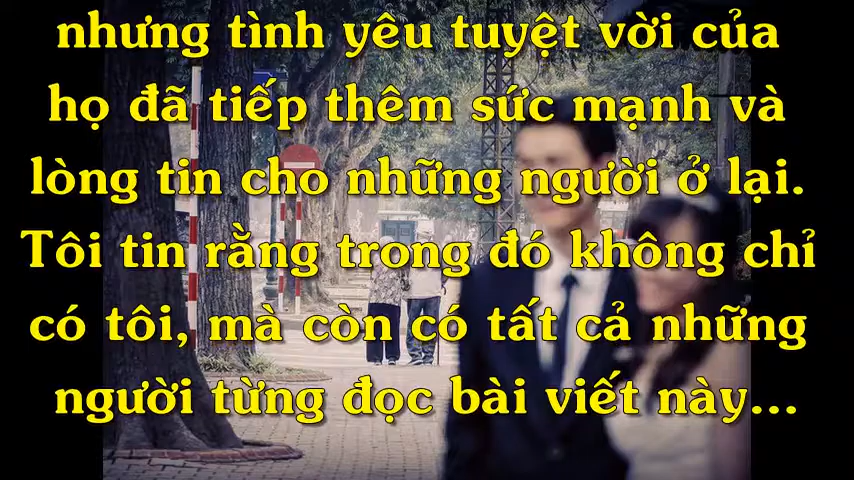 nhưng tình yêu tuyệt vời của
họ đã tiếp thêm sức mạnh và
lòng tin cho những người ở lại.
Tôi tin rằng trong đó không chỉ
có tôi, mà còn có tất cả những
người từng đọc bài viết này...